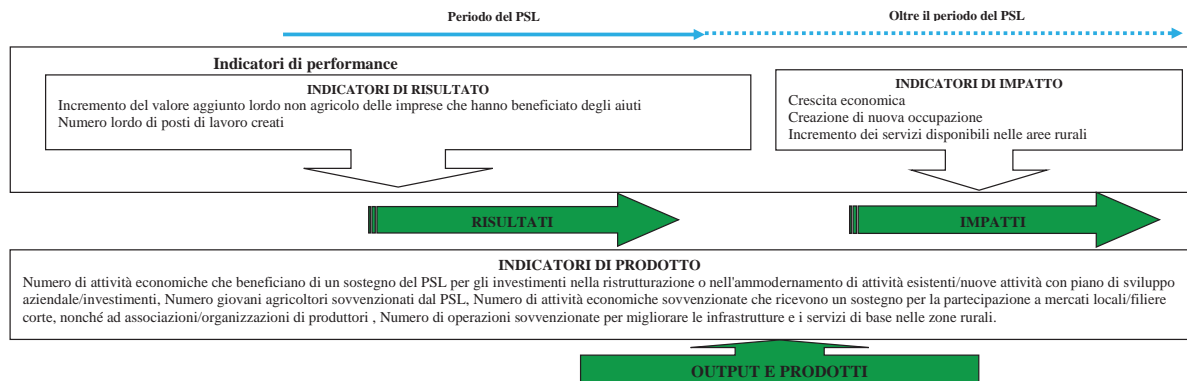 Periodo del PSL
Oltre il periodo del PSL
Indicatori di performance
INDICATORI DI RISULTATO
Incremento del valore aggiunto lordo non agricolo delle imprese che hanno beneficiato degli aiuti
Numero lordo di posti di lavoro creati
INDICATORI DI IMPATTO
Crescita economica
Creazione di nuova occupazione
Incremento dei servizi disponibili nelle aree rurali
RISULTATI
IMPATTI
INDICATORI DI PRODOTTO
Numero di attività economiche che beneficiano di un sostegno del PSL per gli investimenti nella ristrutturazione o nell'ammodernamento di attività esistenti/nuove attività con piano di sviluppo
aziendale/investimenti, Numero giovani agricoltori sovvenzionati dal PSL, Numero di attività economiche sovvenzionate che ricevono un sostegno per la partecipazione a mercati locali/filiere
corte, nonché ad associazioni/organizzazioni di produttori , Numero di operazioni sovvenzionate per migliorare le infrastrutture e i servizi di base nelle zone rurali.
OUTPUT E PRODOTTI